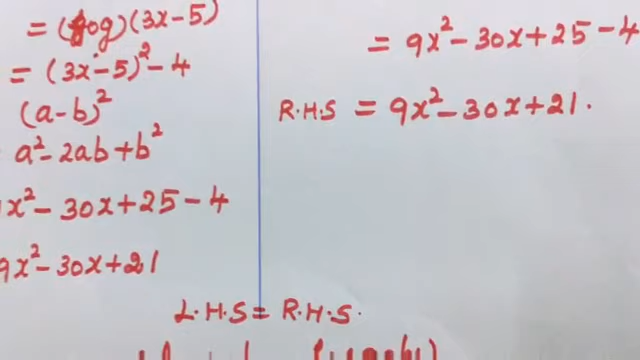 = (fog)(3x-5)
= (3x-5)² - 4
(a-b)²
a² - 2ab + b²
x² - 30x + 25 - 4
9x² - 30x + 21
= 9x² - 30x + 25 - 4
R.H.S = 9x² - 30x + 21.
L.H.S = R.H.S.